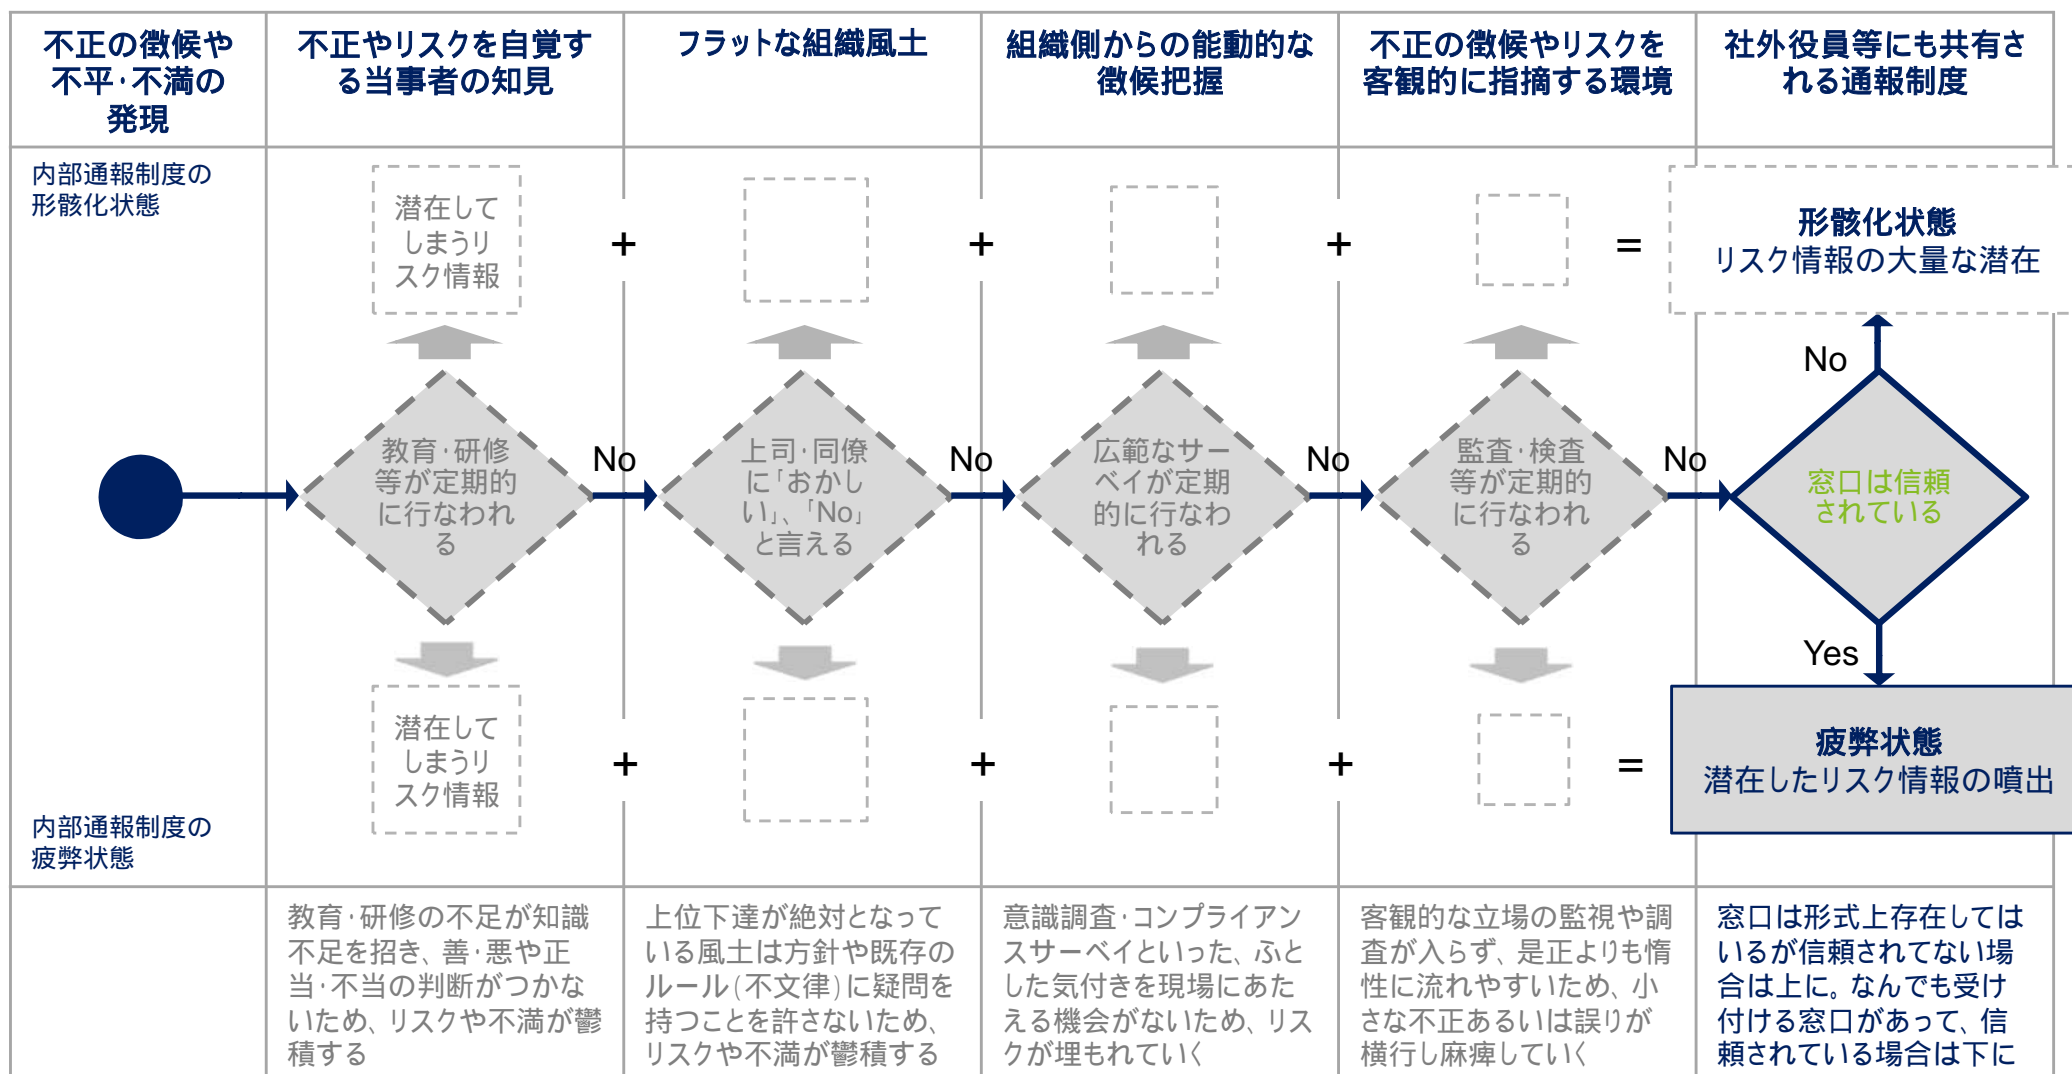 不正の徴候や
不平・不満の
発現
不正やリスクを自覚す
る当事者の知見
フラットな組織風土
組織側からの能動的な
徴候把握
不正の徴候やリスクを
客観的に指摘する環境
社外役員等にも共有さ
れる通報制度
内部通報制度の
形骸化状態
潜在して
しまうリ
スク情報
+
+
+
=
形骸化状態
リスク情報の大量な潜在
No
教育・研修
等が定期的
に行なわれ
る
No
上司・同僚
に「おかし
い」、「No」
と言える
No
広範なサー
ベイが定期
的に行なわ
れる
No
監査・検査
等が定期的
に行なわれ
る
No
窓口は信頼
されている
Yes
潜在して
しまうリ
スク情報
+
+
+
=
疲弊状態
潜在したリスク情報の噴出
内部通報制度の
疲弊状態
教育・研修の不足が知識
不足を招き、善・悪や正
当・不当の判断がつかな
いため、リスクや不満が鬱
積する
上位下達が絶対となって
いる風土は方針や既存の
ルール(不文律)に疑問を
持つことを許さないため、
リスクや不満が鬱積する
意識調査・コンプライアン
スサーベイといった、ふと
した気付きを現場にあた
える機会がないため、リス
クが埋もれていく
客観的な立場の監視や調
査が入らず、是正よりも惰
性に流れやすいため、小
さな不正あるいは誤りが
横行し麻痺していく
窓口は形式上存在しては
いるが信頼されてない場
合は上に。なんでも受け
付ける窓口があって、信
頼されている場合は下に